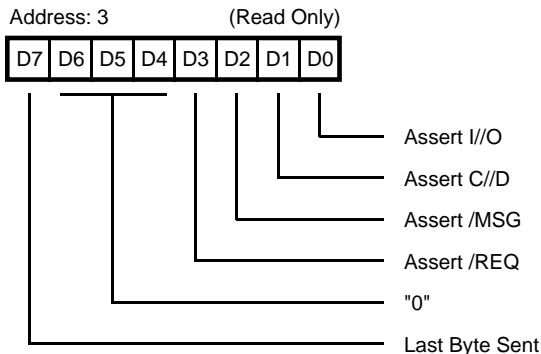 Address: 3 (Read Only)
D7 D6 D5 D4 D3 D2 D1 D0
Assert I//O
Assert C//D
Assert /MSG
Assert /REQ
"0"
Last Byte Sent